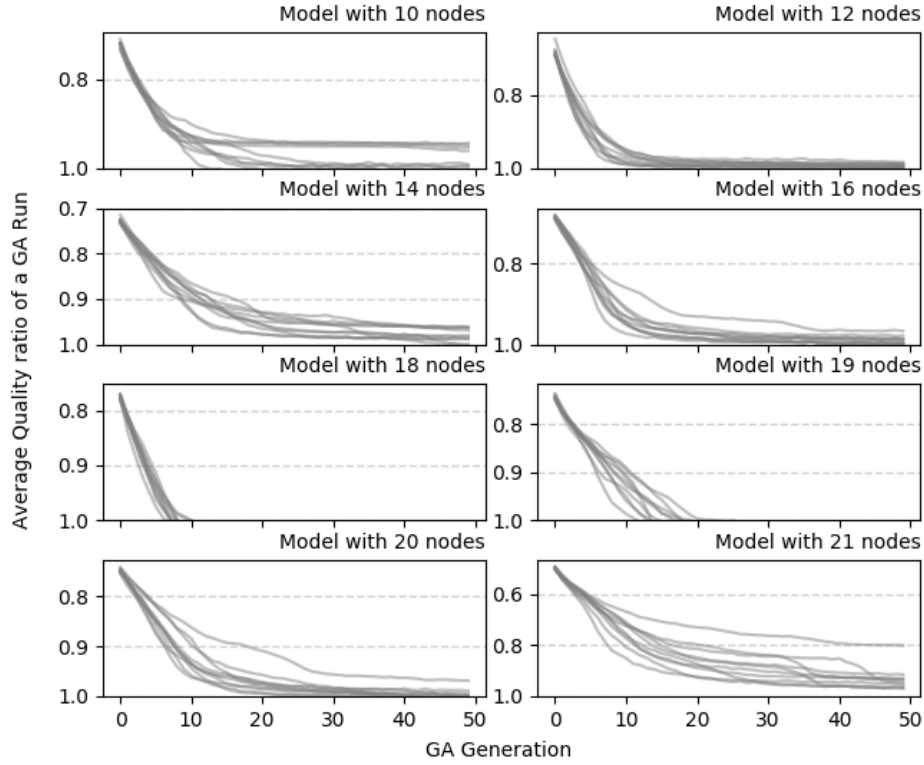 Model with 10 nodes
Model with 12 nodes
0.8
1.0
0.8
1.0
Model with 14 nodes
Model with 16 nodes
0.7
0.8
0.9
1.0
0.8
1.0
Model with 18 nodes
Model with 19 nodes
0.8
0.9
1.0
0.8
0.9
1.0
Model with 20 nodes
Model with 21 nodes
0.8
0.9
1.0
0.6
0.8
1.0
0 10 20 30 40 50
0 10 20 30 40 50
GA Generation
Average Quality ratio of a GA Run